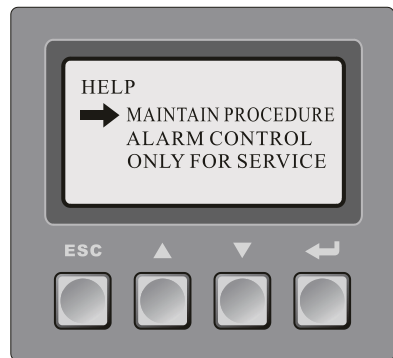 HELP
MAINTAIN PROCEDURE
ALARM CONTROL
ONLY FOR SERVICE
ESC